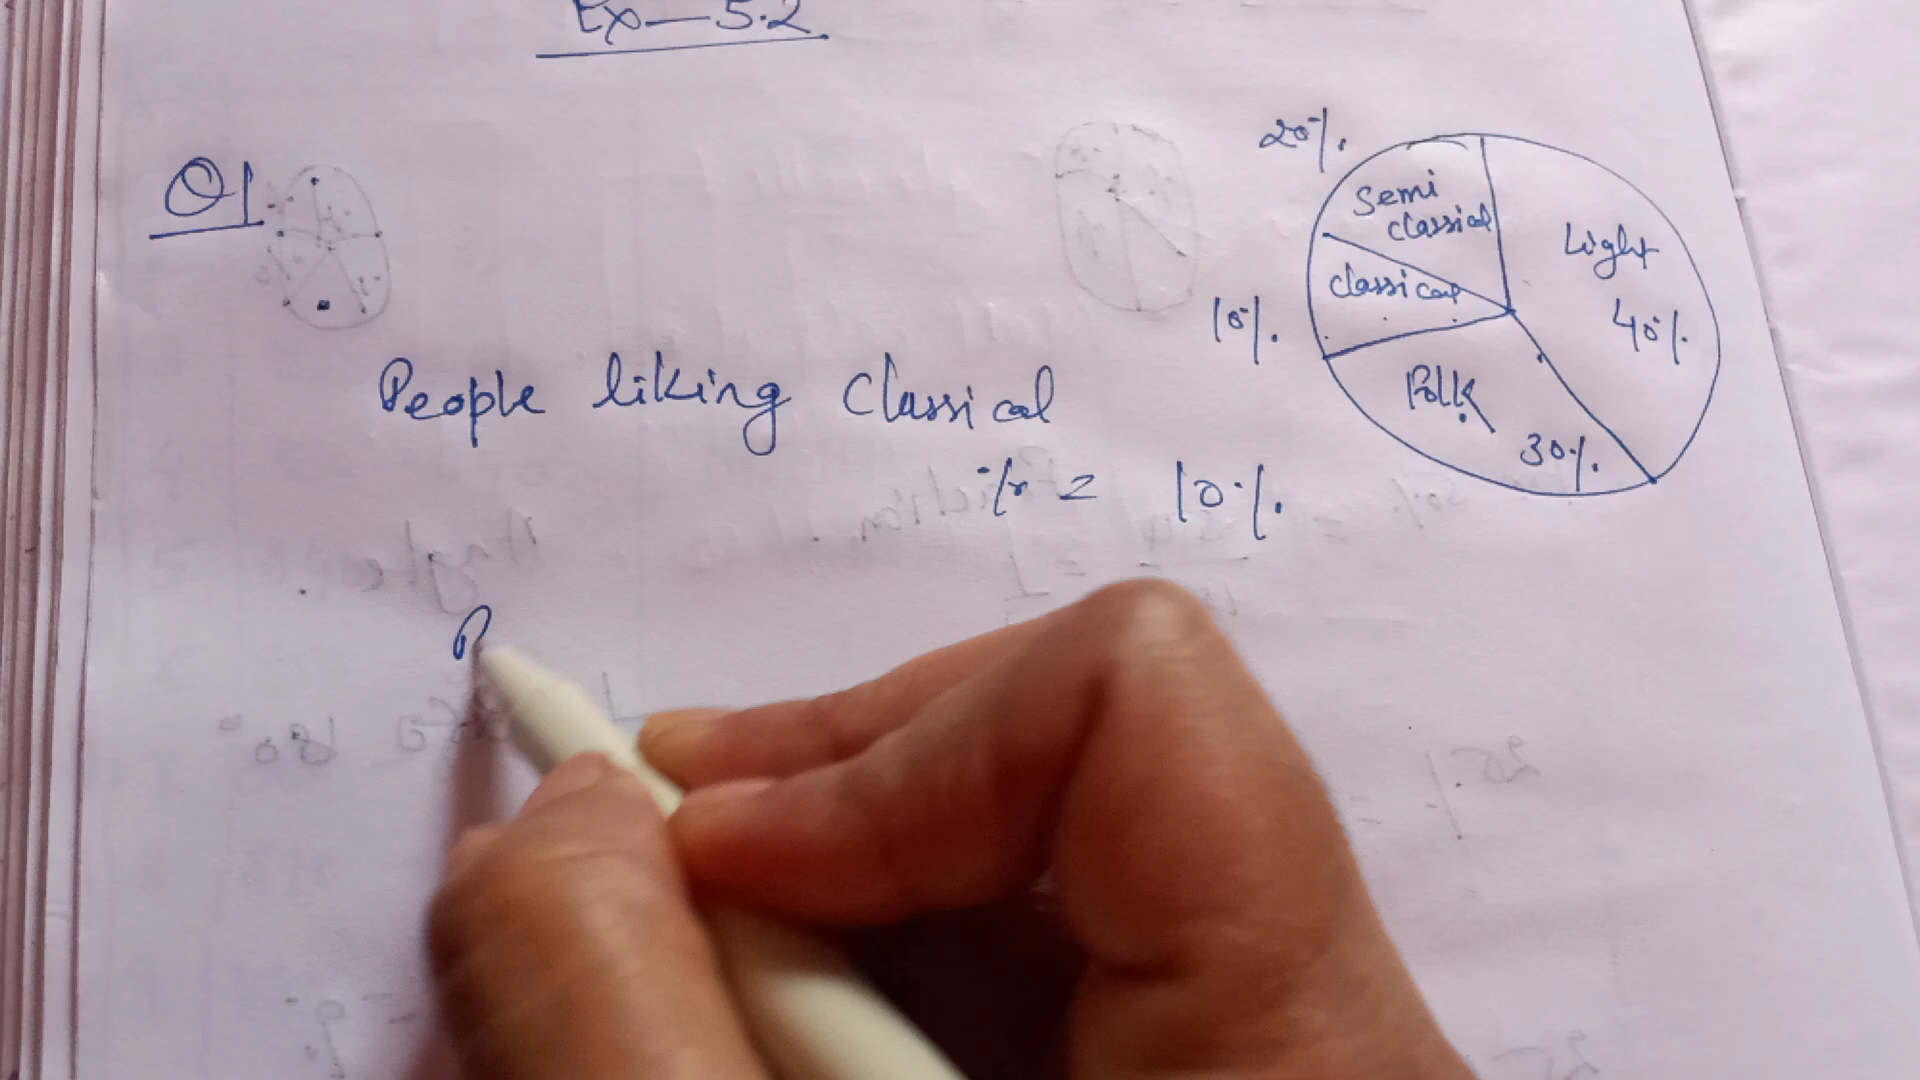 Ex—5.2
Q1
20%.
Semi
classical
Light
40%.
classical
10%.
Folk
30%.
People liking Classical
% = 10%.
P